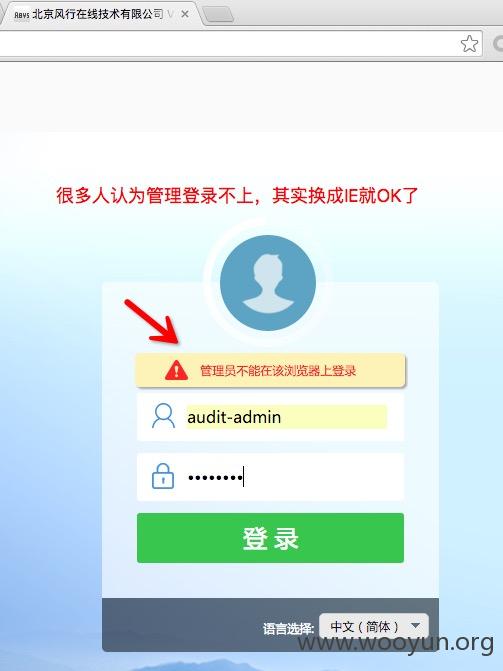 北京风行在线技术有限公司 V
很多人认为管理登录不上，其实换成IE就OK了
管理员不能在该浏览器上登录
audit-admin
••••••••
登录
语言选择: 中文（简体）
www.wooyun.org